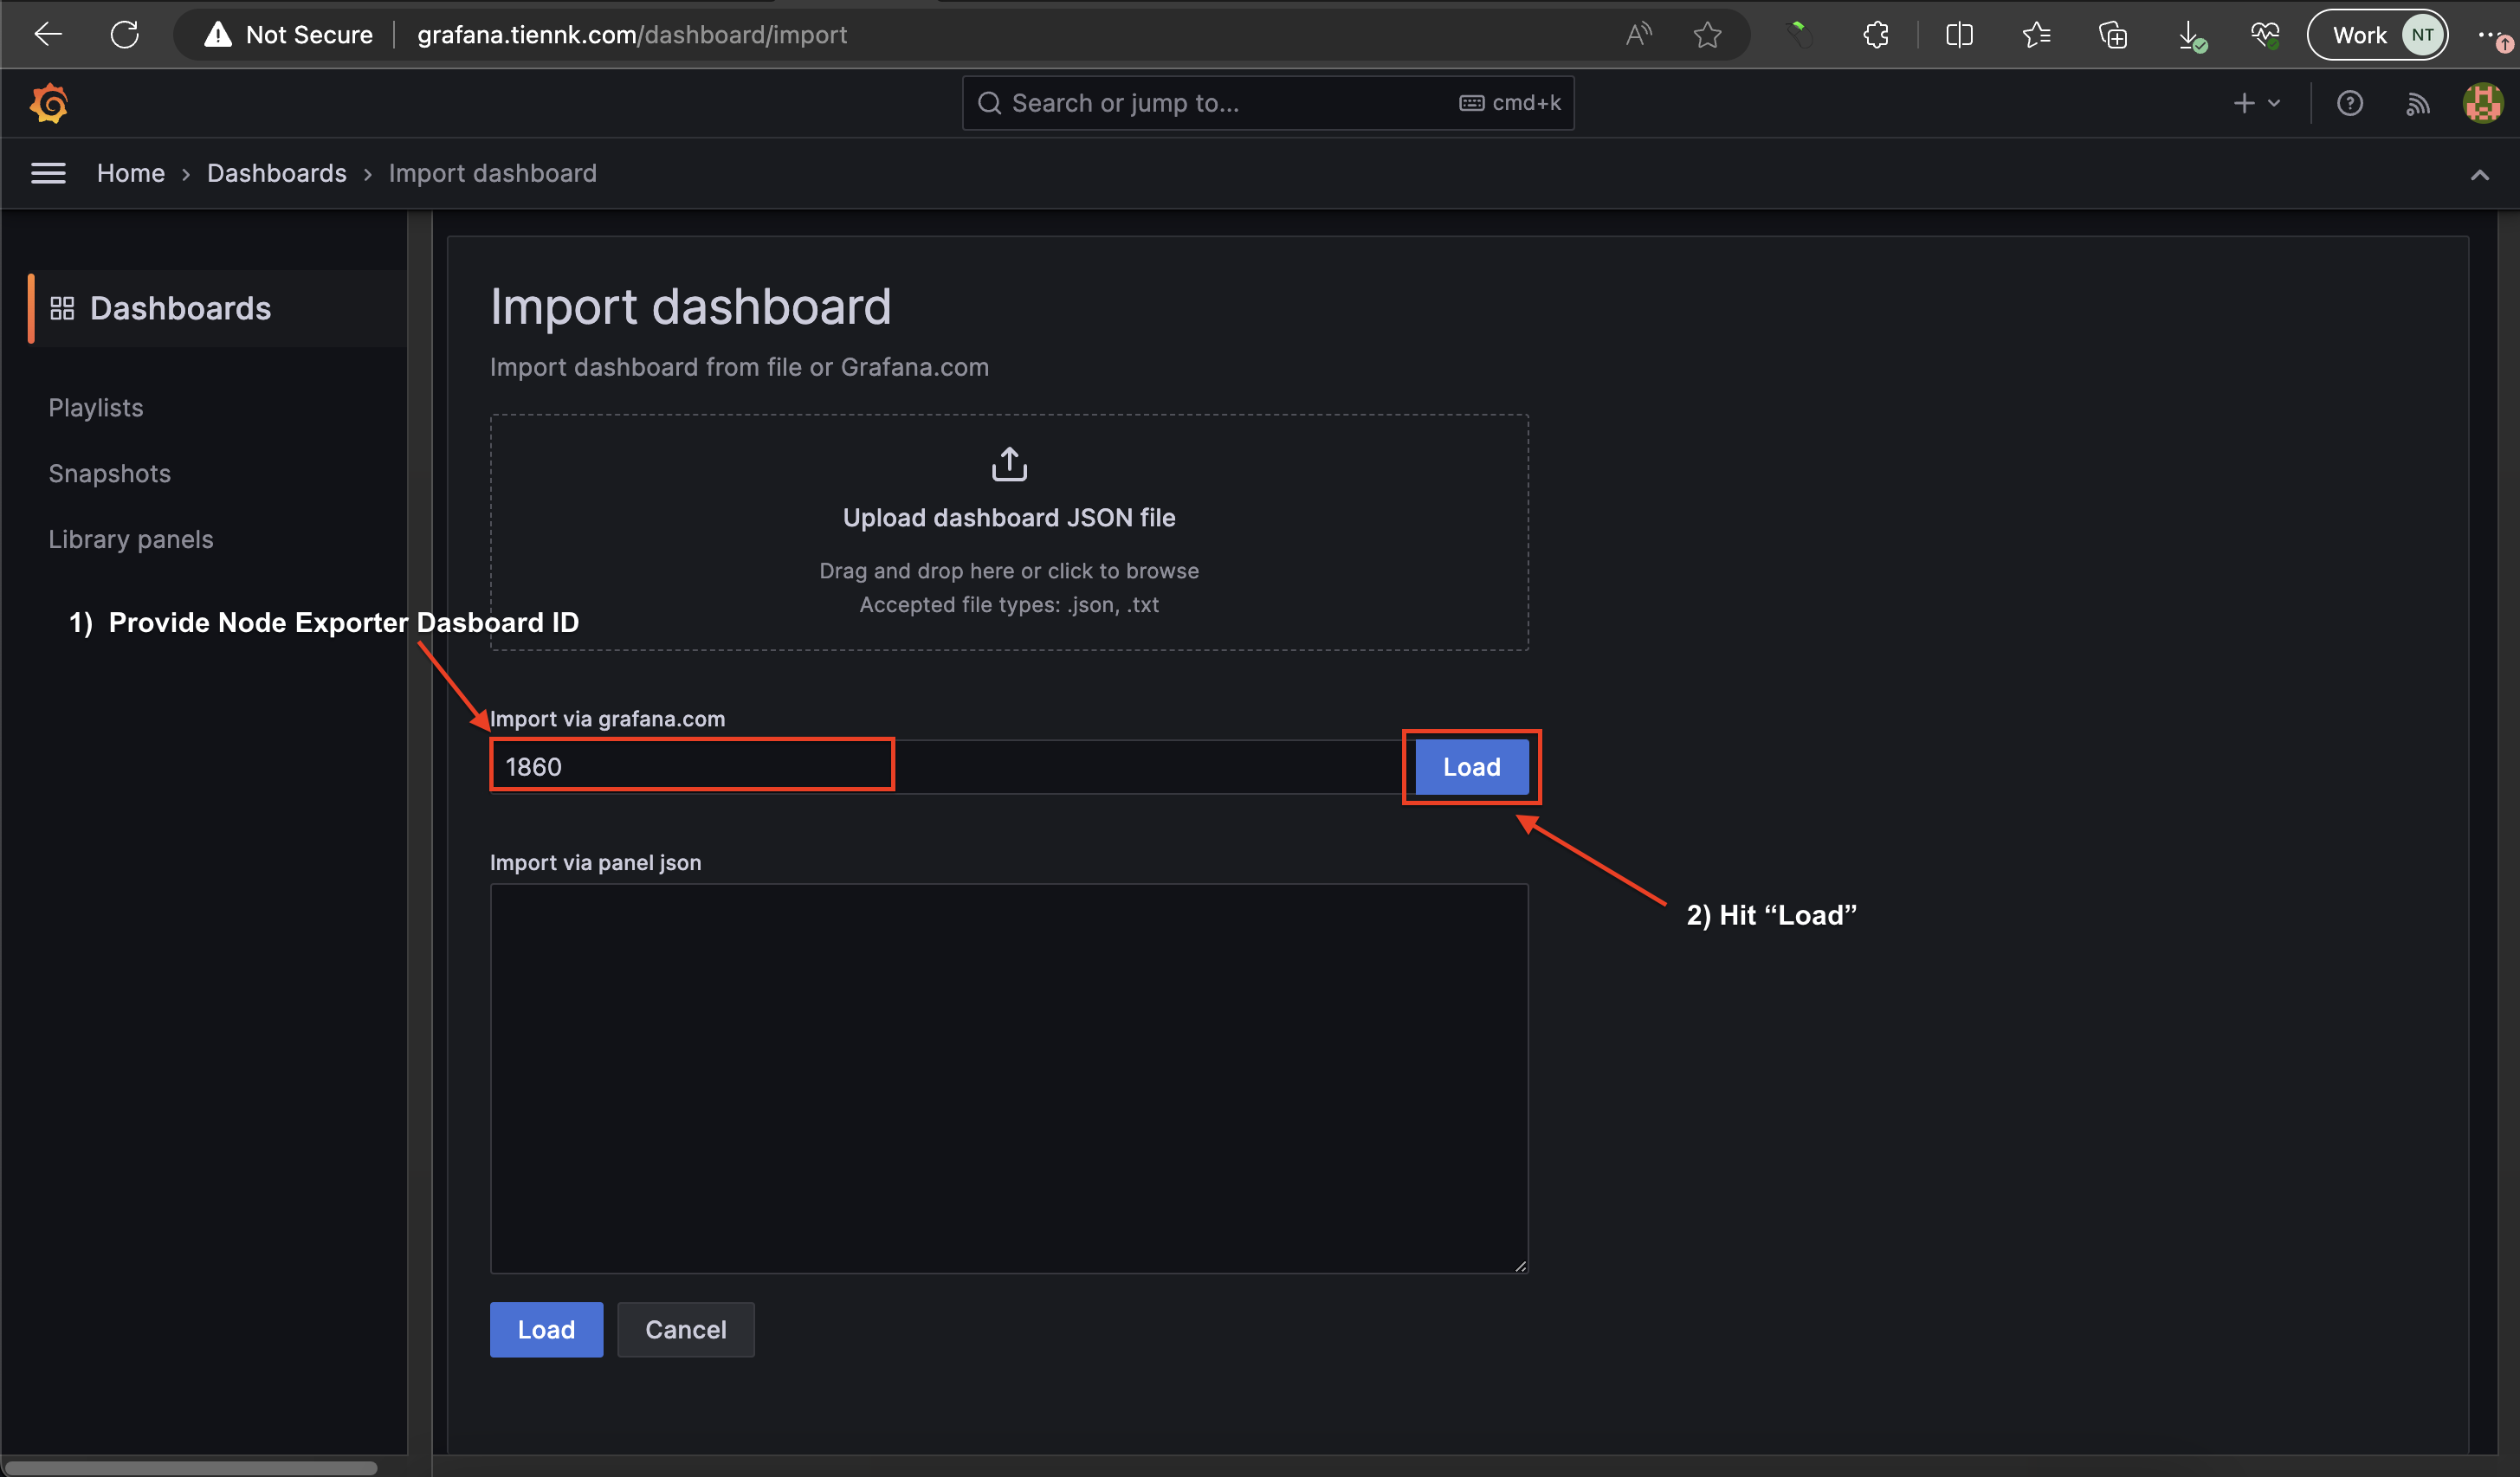 Not Secure
grafana.tiennk.com/dashboard/import
Work NT
Search or jump to... cmd+k
Home › Dashboards › Import dashboard
Dashboards
Playlists
Snapshots
Library panels
Import dashboard
Import dashboard from file or Grafana.com
Upload dashboard JSON file
Drag and drop here or click to browse
Accepted file types: .json, .txt
1) Provide Node Exporter Dasboard ID
Import via grafana.com
1860
Load
2) Hit “Load”
Import via panel json
Load Cancel